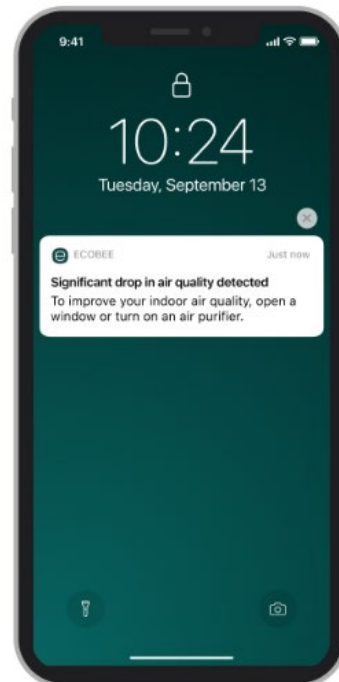 9:41
10:24
Tuesday, September 13
ECOBEE Just now
Significant drop in air quality detected
To improve your indoor air quality, open a
window or turn on an air purifier.